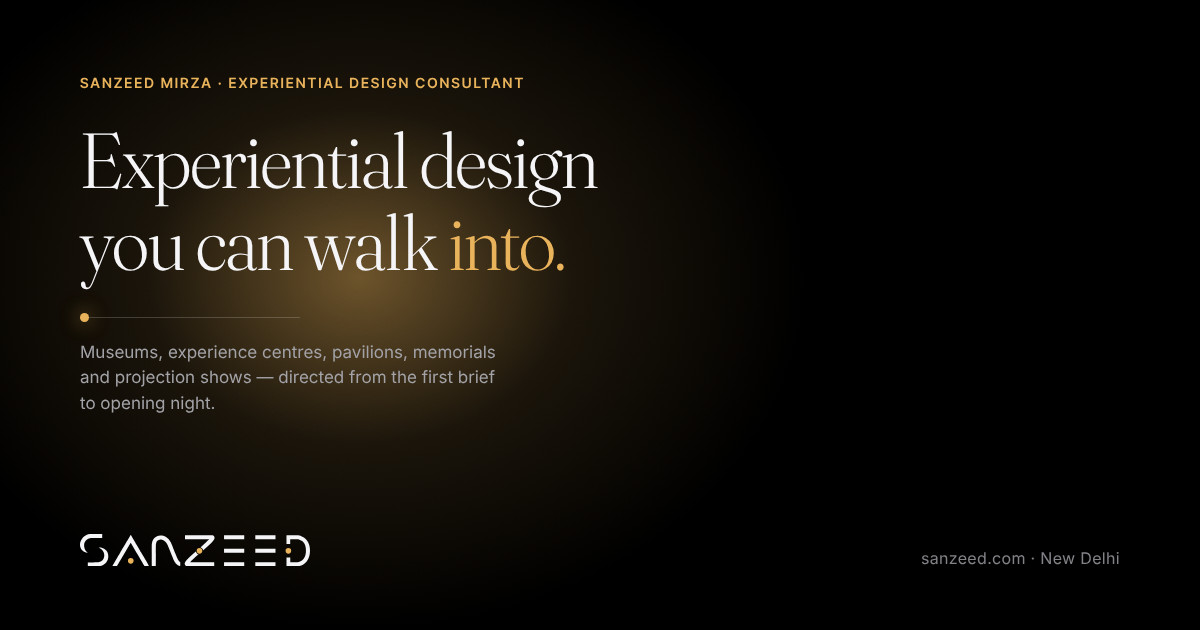 SANZEED MIRZA · EXPERIENTIAL DESIGN CONSULTANT
Experiential design
you can walk into.
Museums, experience centres, pavilions, memorials
and projection shows — directed from the first brief
to opening night.
SANZEED
sanzeed.com · New Delhi